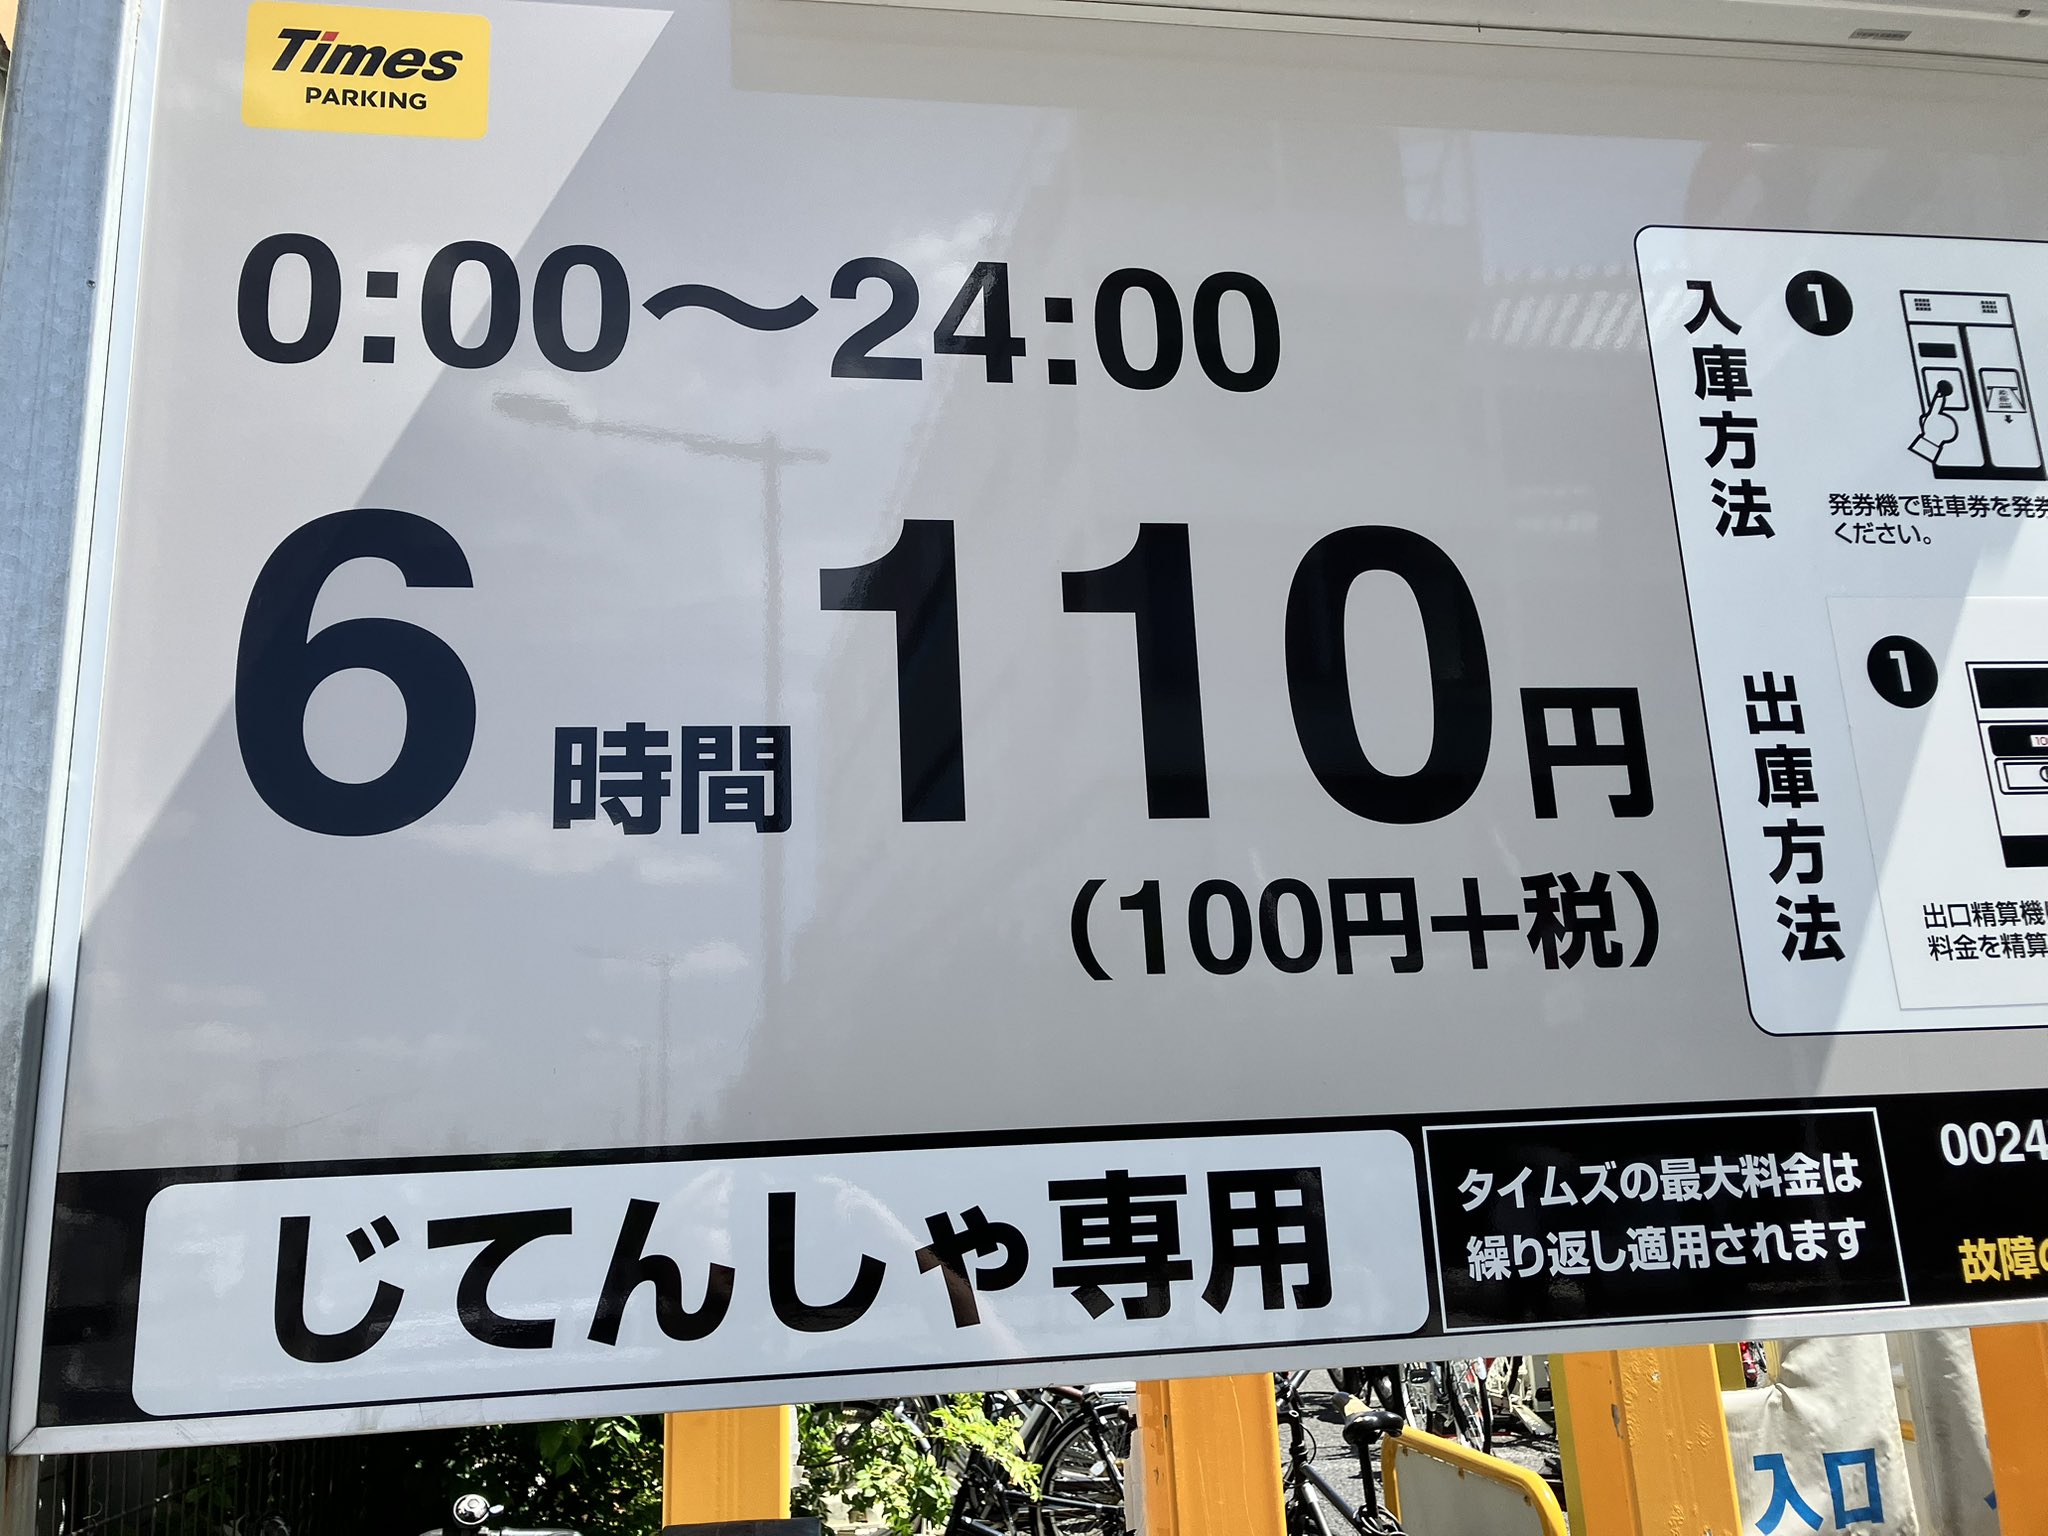 Times
PARKING
0:00～24:00
6時間 110円
(100円+税)
入庫方法
1
発券機で駐車券を発券
ください。
出庫方法
1
出口精算機
料金を精算
じてんしゃ専用
タイムズの最大料金は
繰り返し適用されます
0024
故障の
入口